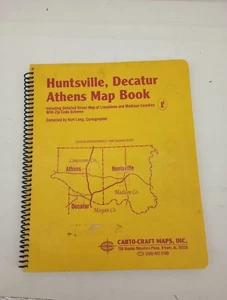 Huntsville, Decatur
Athens Map Book
Including Detailed Street Map of Limestone and Madison Counties
With Zip Code Scheme
Compiled by Kurt Lang, Cartographer
Limestone Co.
Athens
Huntsville
Madison Co.
Decatur
Morgan Co.
CARTO-CRAFT MAPS, INC.